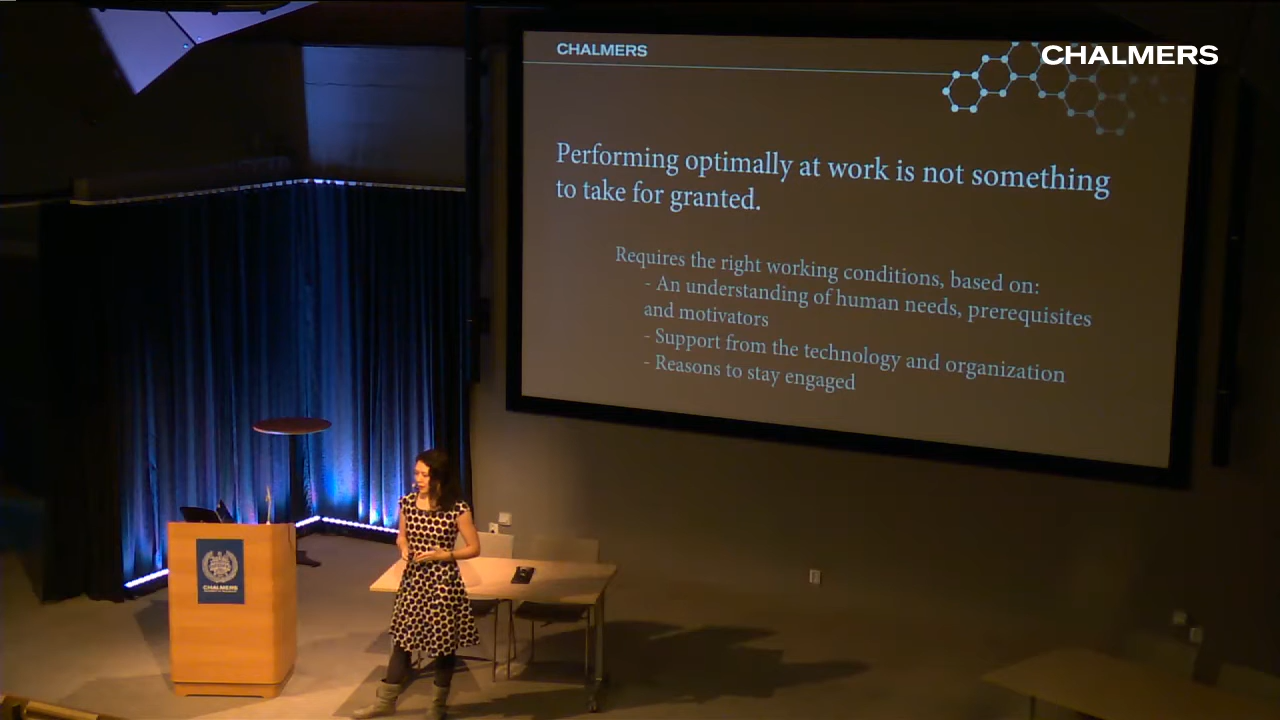 CHALMERS
CHALMERS
Performing optimally at work is not something
to take for granted.
Requires the right working conditions, based on:
- An understanding of human needs, prerequisites
and motivators
- Support from the technology and organization
- Reasons to stay engaged
CHALMERS